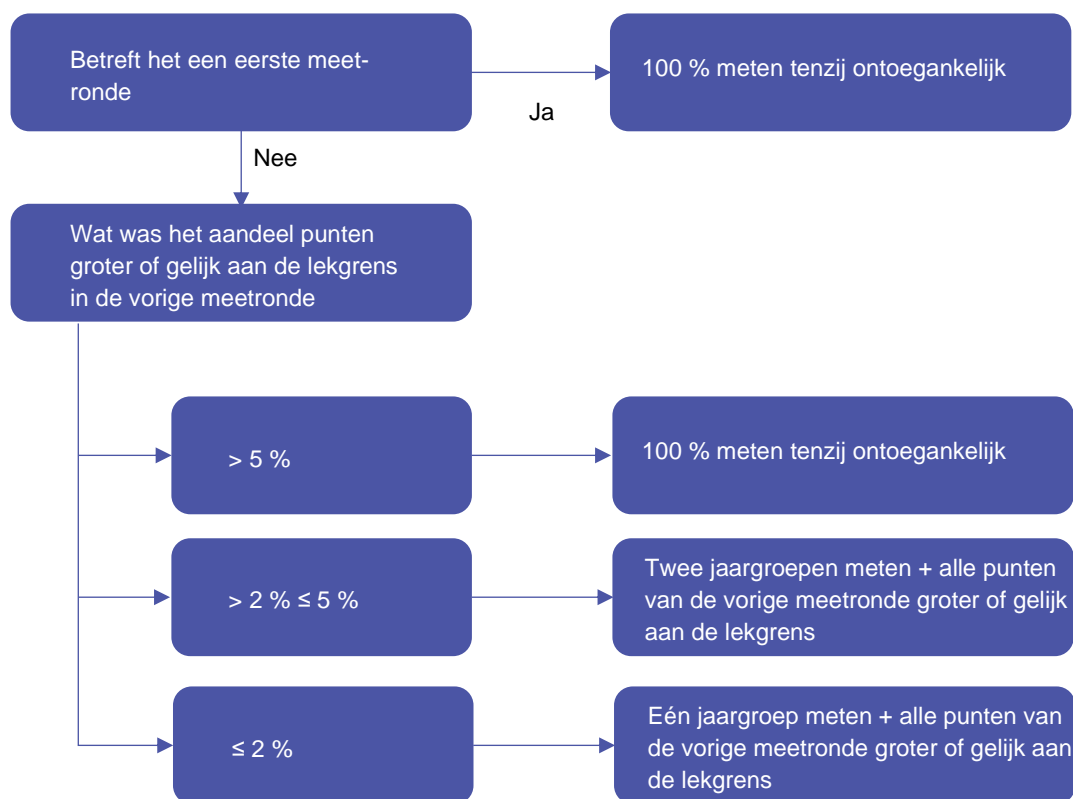 Betreft het een eerste meet-
ronde
100 % meten tenzij ontoegankelijk
Ja
Nee
Wat was het aandeel punten
groter of gelijk aan de lekgrens
in de vorige meetronde
> 5 %
100 % meten tenzij ontoegankelijk
> 2 % ≤ 5 %
Twee jaargroepen meten + alle punten
van de vorige meetronde groter of gelijk
aan de lekgrens
≤ 2 %
Eén jaargroep meten + alle punten van
de vorige meetronde groter of gelijk aan
de lekgrens